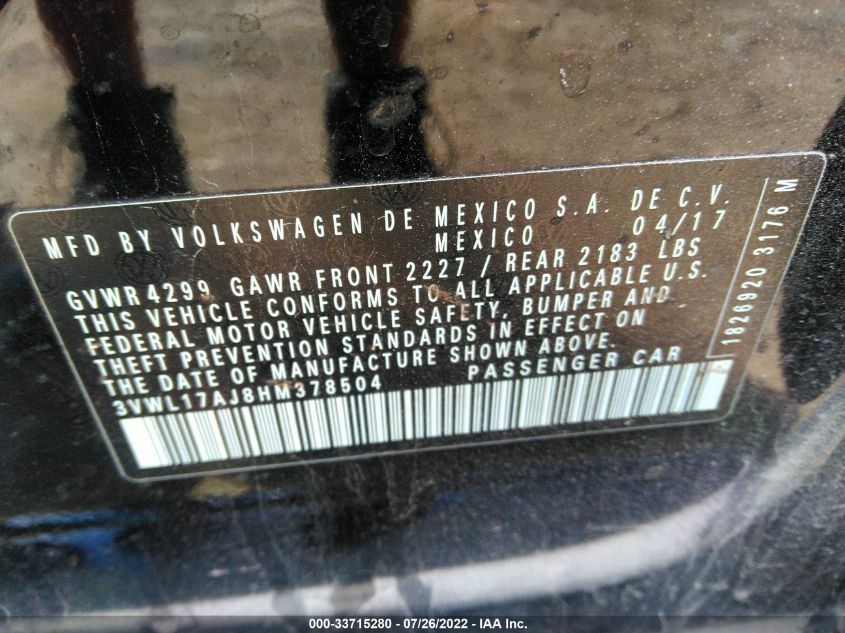 MFD BY VOLKSWAGEN DE MEXICO S.A. DE C.V.
MEXICO 04/17
GVWR 4299 GAWR FRONT 2227 / REAR 2183 LBS
THIS VEHICLE CONFORMS TO ALL APPLICABLE U.S.
FEDERAL MOTOR VEHICLE SAFETY, BUMPER AND
THEFT PREVENTION STANDARDS IN EFFECT ON
THE DATE OF MANUFACTURE SHOWN ABOVE.
3VWL17AJ8HM378504 PASSENGER CAR
1826920 3176 M
000-33715280 - 07/26/2022 - IAA Inc.